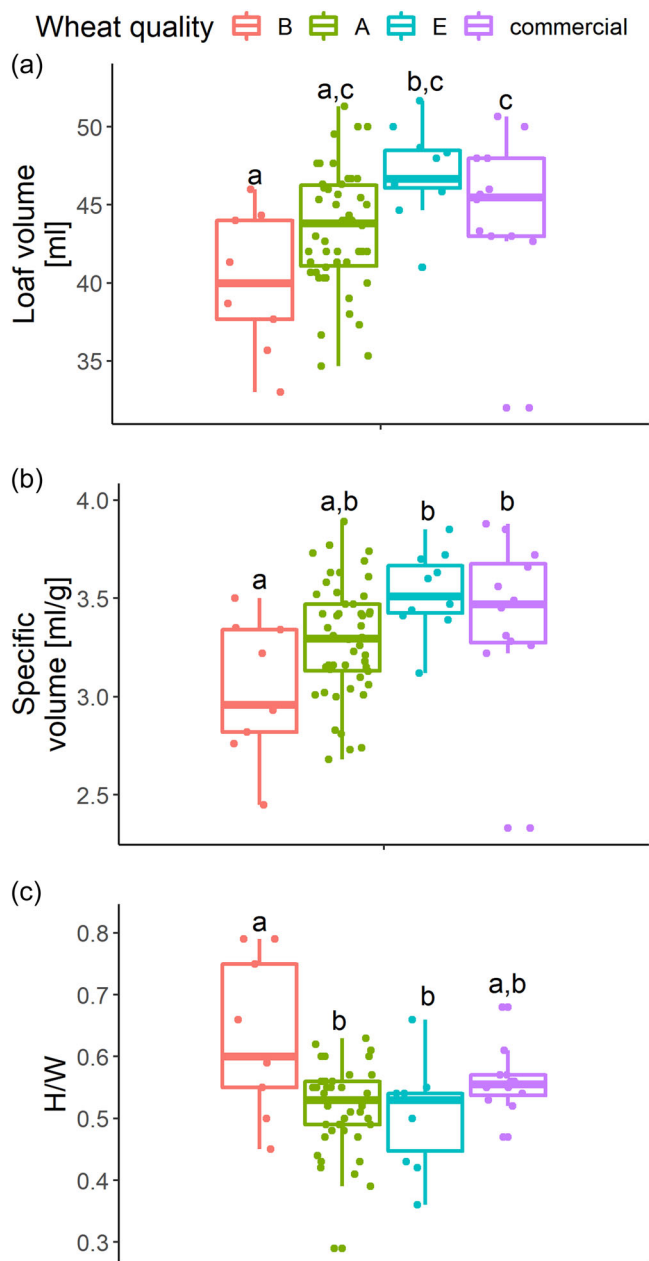 Wheat quality B A E commercial
(a)
a a,c b,c c
50
45
40
35
Loaf volume
[ml]
(b)
a a,b b b
4.0
3.5
3.0
2.5
Specific
volume [ml/g]
(c)
a b b a,b
0.8
0.7
0.6
0.5
0.4
0.3
H/W